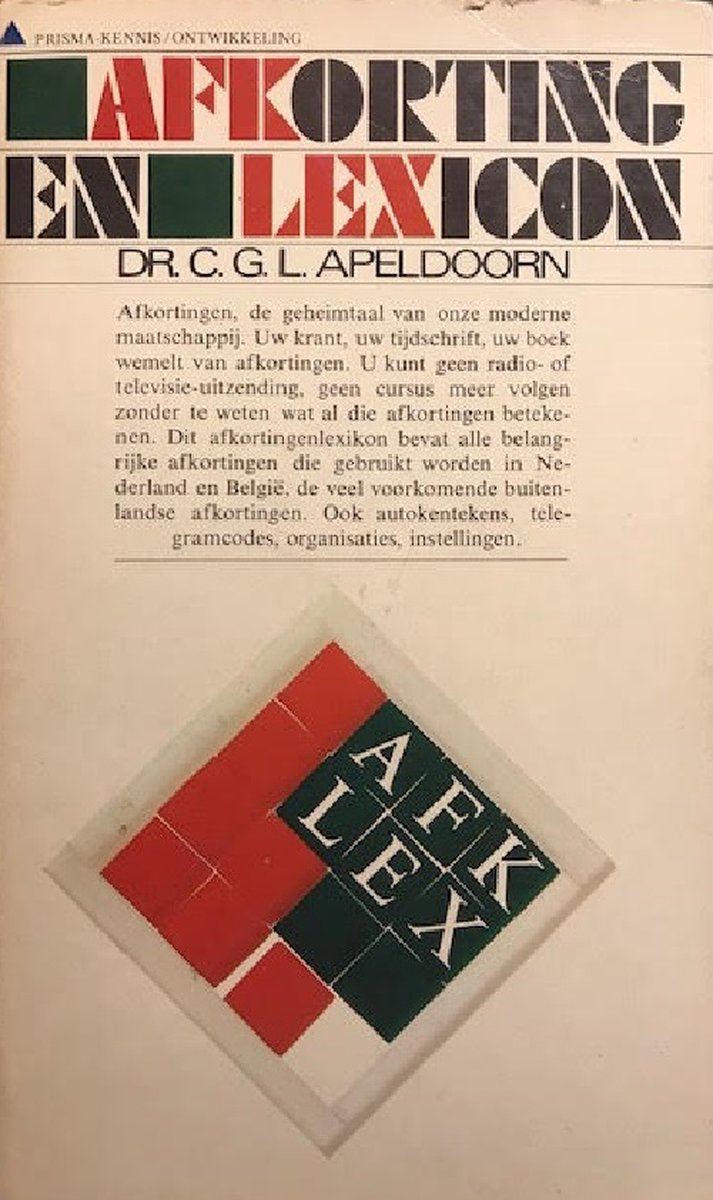 PRISMA-KENNIS/ONTWIKKELING
AFKORTING
EN LEXICON
DR. C. G. L. APELDOORN
Afkortingen, de geheimtaal van onze moderne
maatschappij. Uw krant, uw tijdschrift, uw boek
wemelt van afkortingen. U kunt geen radio- of
televisie-uitzending, geen cursus meer volgen
zonder te weten wat al die afkortingen beteke-
nen. Dit afkortingenlexikon bevat alle belang-
rijke afkortingen die gebruikt worden in Ne-
derland en België, de veel voorkomende buiten-
landse afkortingen. Ook autokentekens, tele-
gramcodes, organisaties, instellingen.
AFK
LEX